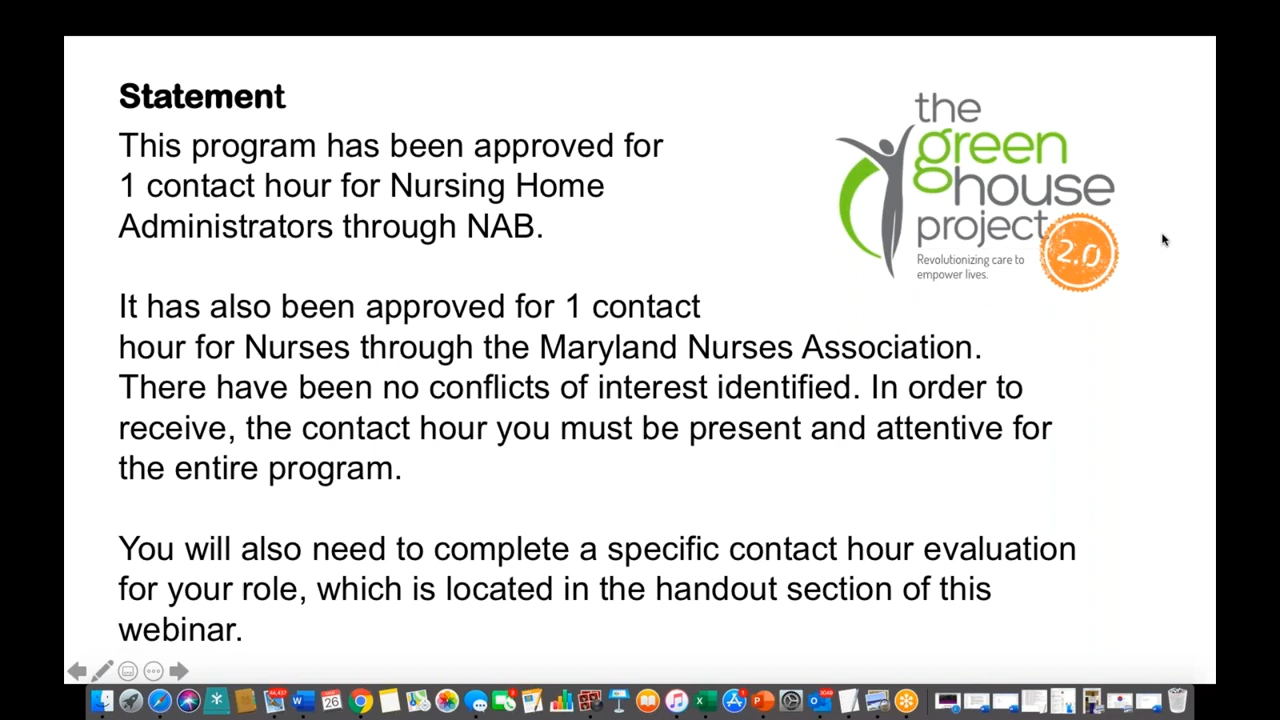 Statement
This program has been approved for
1 contact hour for Nursing Home
Administrators through NAB.
It has also been approved for 1 contact
hour for Nurses through the Maryland Nurses Association.
There have been no conflicts of interest identified. In order to
receive, the contact hour you must be present and attentive for
the entire program.
You will also need to complete a specific contact hour evaluation
for your role, which is located in the handout section of this
webinar.
the
green
house
project
2.0
Revolutionizing care to
empower lives.
26